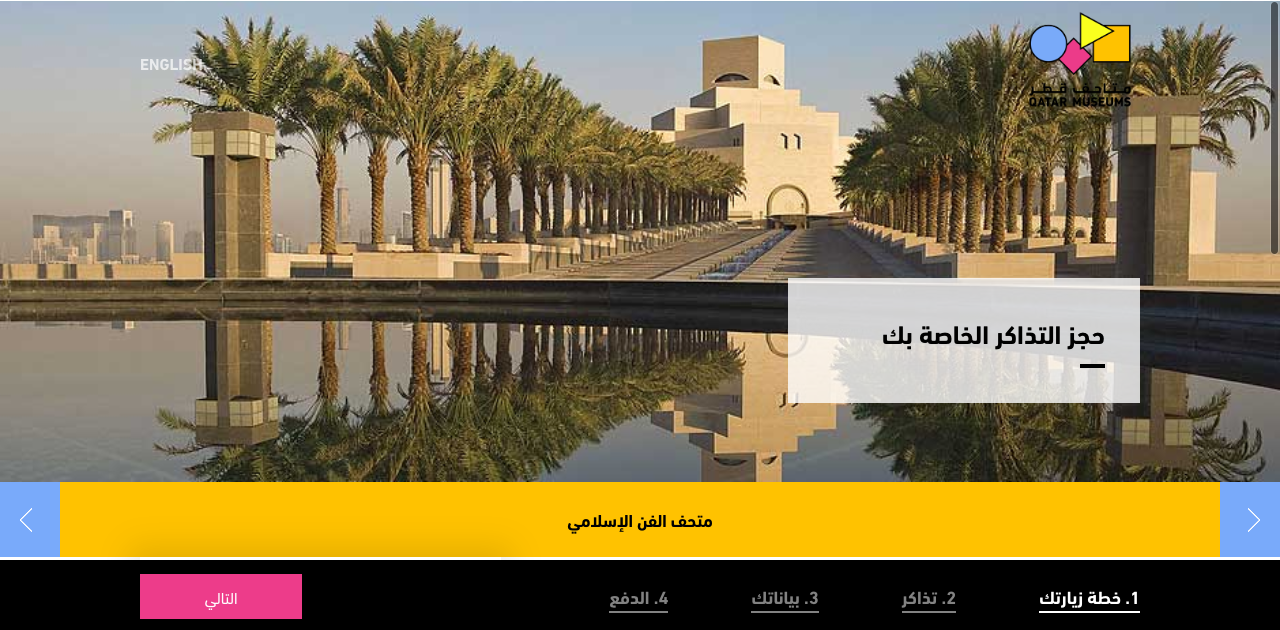 متاحف قطر
QATAR MUSEUMS
ENGLISH
حجز التذاكر الخاصة بك
متحف الفن الإسلامي
1. خطة زيارتك
2. تذاكر
3. بياناتك
4. الدفع
التالي